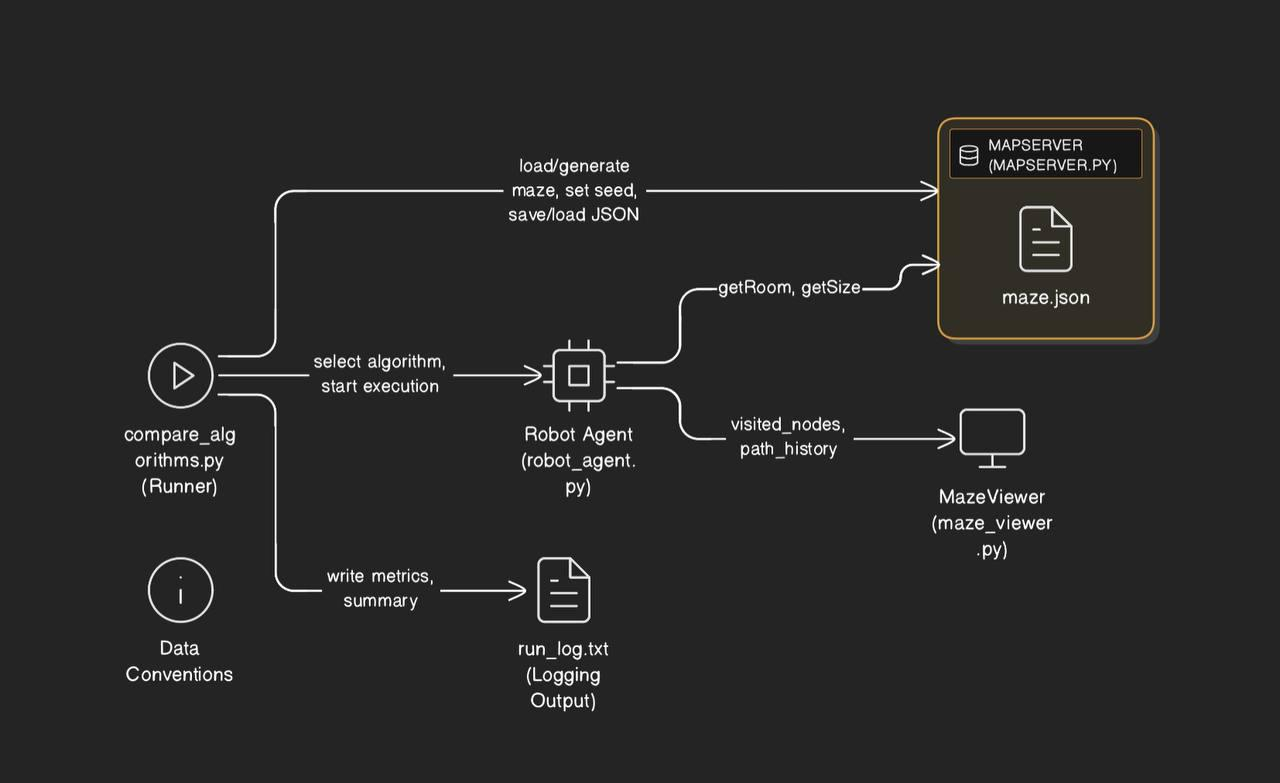 load/generate
maze, set seed,
save/load JSON
MAPSERVER
(MAPSERVER.PY)
maze.json
getRoom, getSize
select algorithm,
start execution
compare_alg
orithms.py
(Runner)
Robot Agent
(robot_agent.
py)
visited_nodes,
path_history
MazeViewer
(maze_viewer
.py)
write metrics,
summary
i
Data
Conventions
run_log.txt
(Logging
Output)